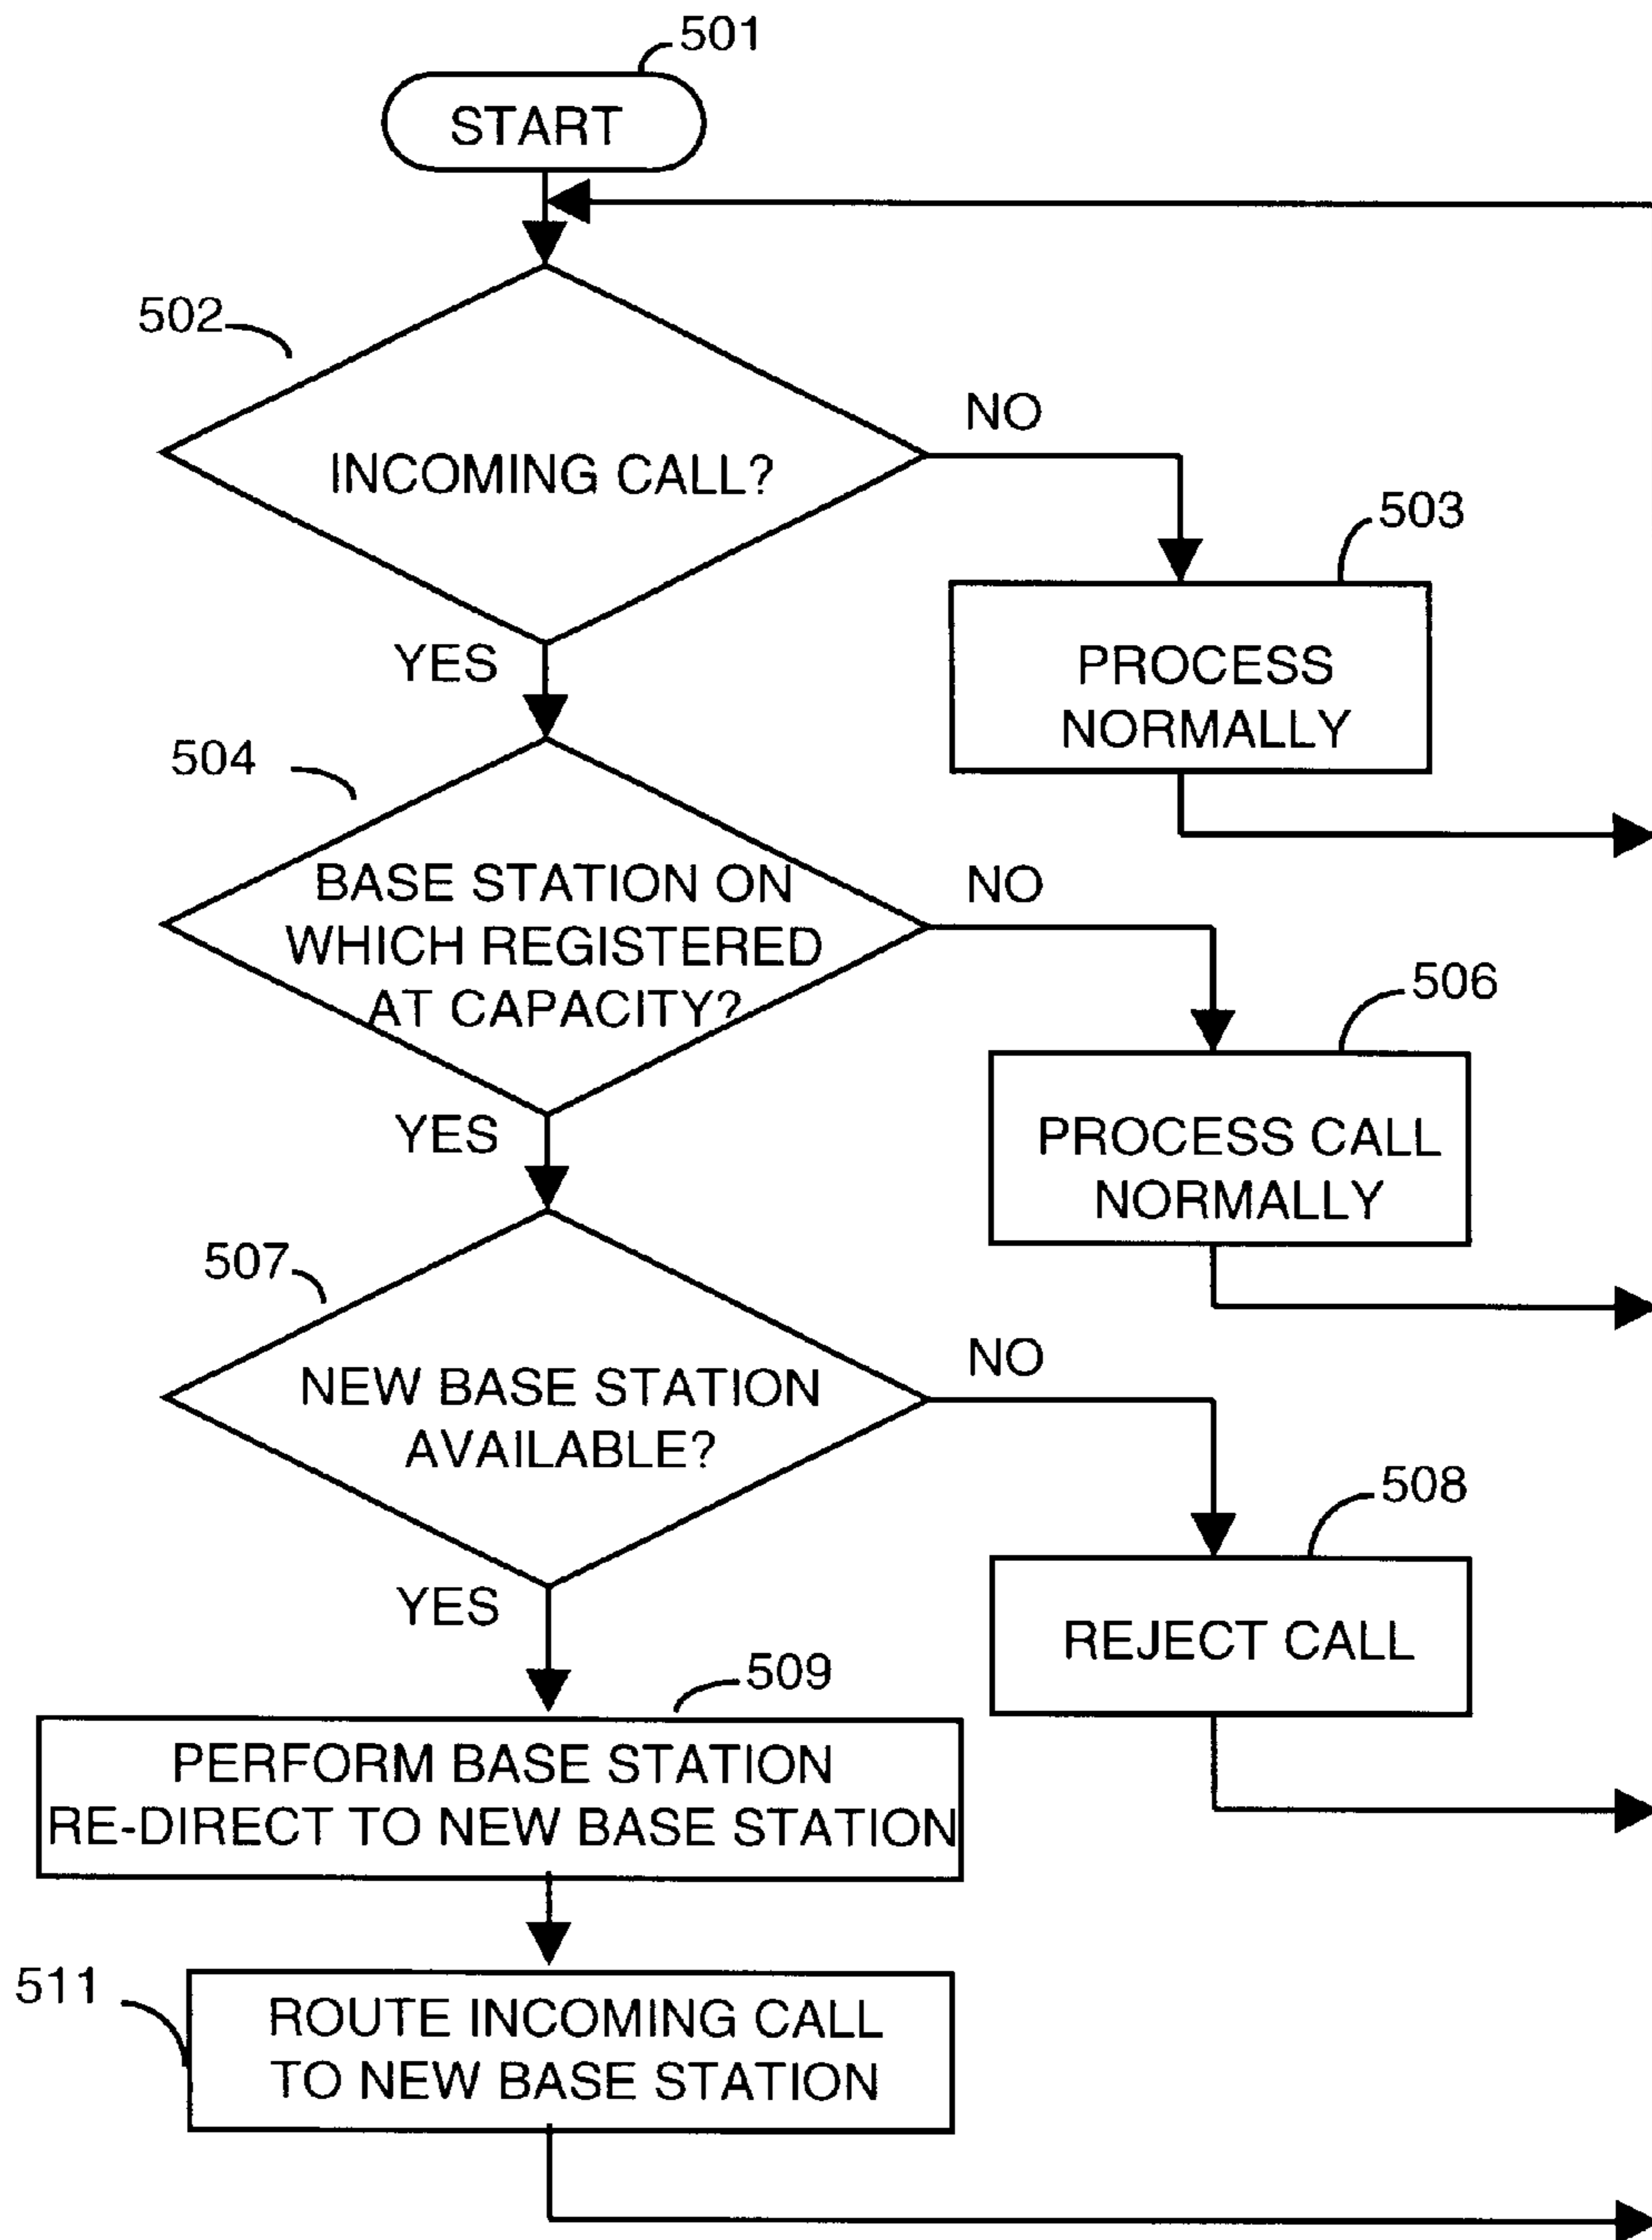 501
START
502
INCOMING CALL?
NO
503
PROCESS
NORMALLY
YES
504
BASE STATION ON
WHICH REGISTERED
AT CAPACITY?
NO
506
PROCESS CALL
NORMALLY
YES
507
NEW BASE STATION
AVAILABLE?
NO
508
REJECT CALL
YES
509
PERFORM BASE STATION
RE-DIRECT TO NEW BASE STATION
511
ROUTE INCOMING CALL
TO NEW BASE STATION